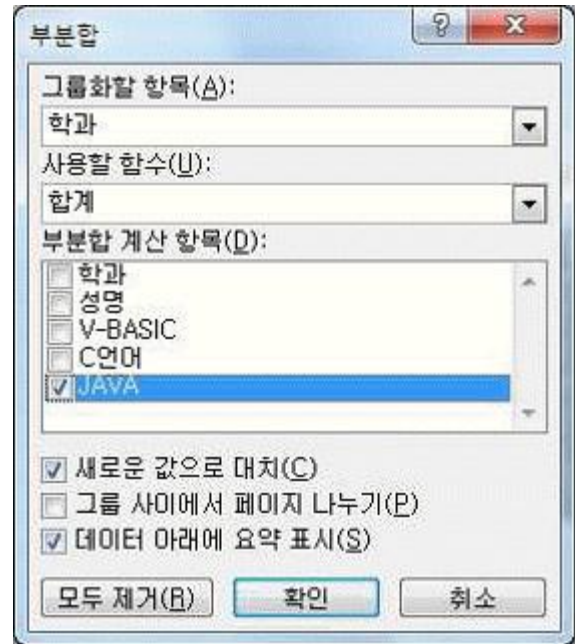 부분합
그룹화할 항목(A):
학과
사용할 함수(U):
합계
부분합 계산 항목(D):
학과
성명
V-BASIC
C언어
JAVA
새로운 값으로 대치(C)
그룹 사이에서 페이지 나누기(P)
데이터 아래에 요약 표시(S)
모두 제거(R) 확인 취소